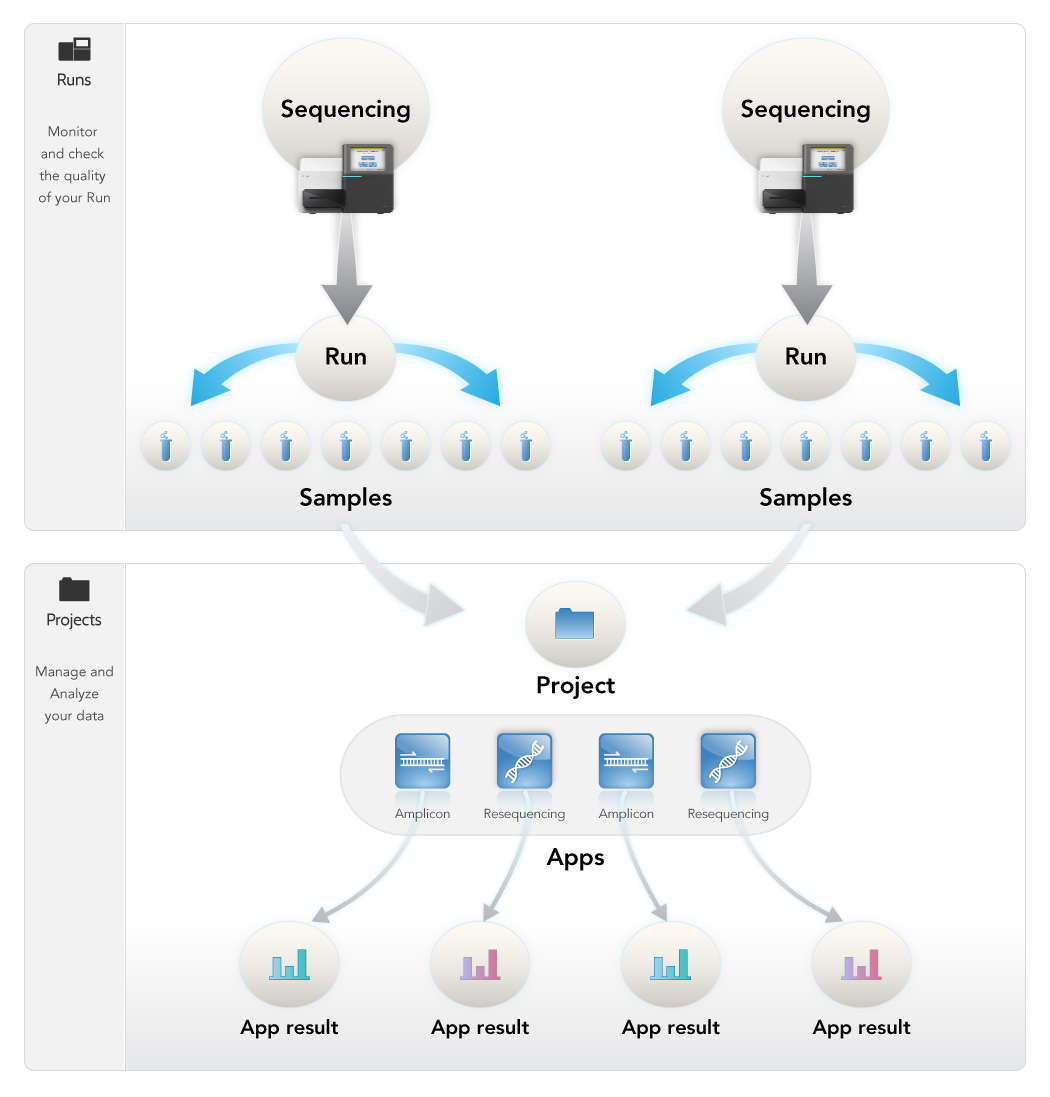 Runs
Monitor
and check
the quality
of your Run
Sequencing
Sequencing
Run
Run
Samples
Samples
Projects
Manage and
Analyze
your data
Project
Amplicon
Resequencing
Amplicon
Resequencing
Apps
App result
App result
App result
App result